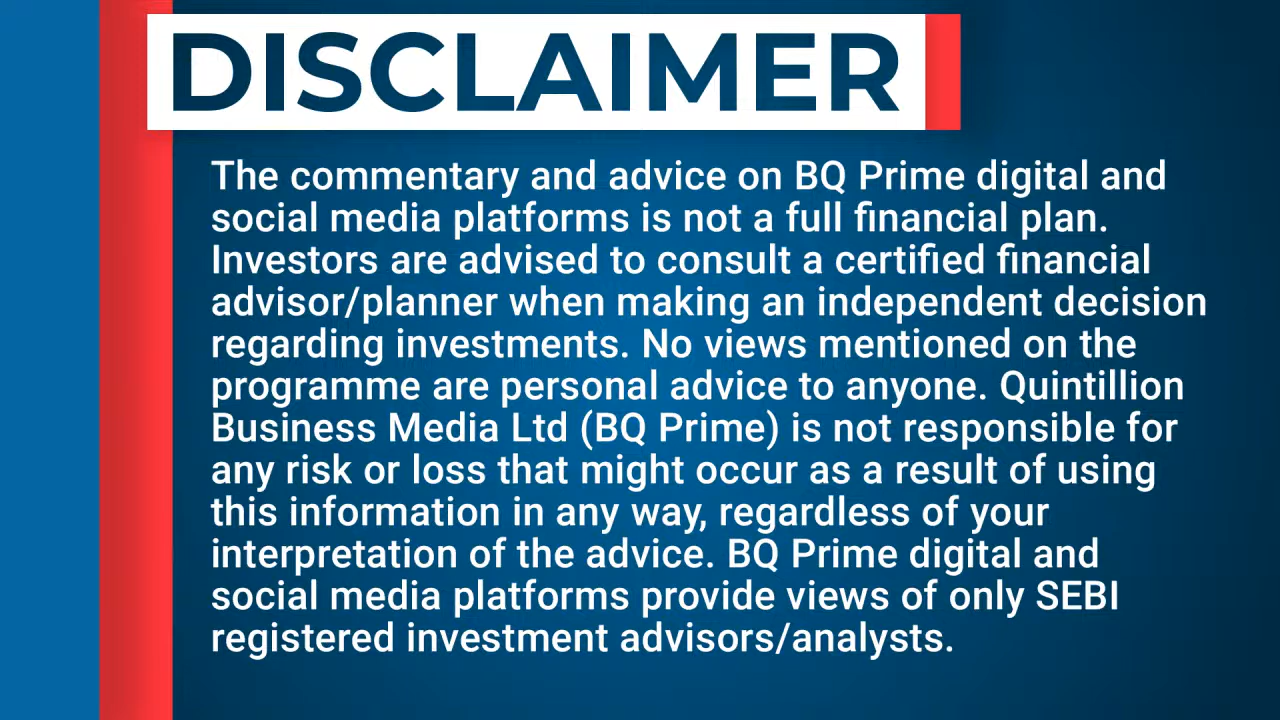 DISCLAIMER
The commentary and advice on BQ Prime digital and
social media platforms is not a full financial plan.
Investors are advised to consult a certified financial
advisor/planner when making an independent decision
regarding investments. No views mentioned on the
programme are personal advice to anyone. Quintillion
Business Media Ltd (BQ Prime) is not responsible for
any risk or loss that might occur as a result of using
this information in any way, regardless of your
interpretation of the advice. BQ Prime digital and
social media platforms provide views of only SEBI
registered investment advisors/analysts.